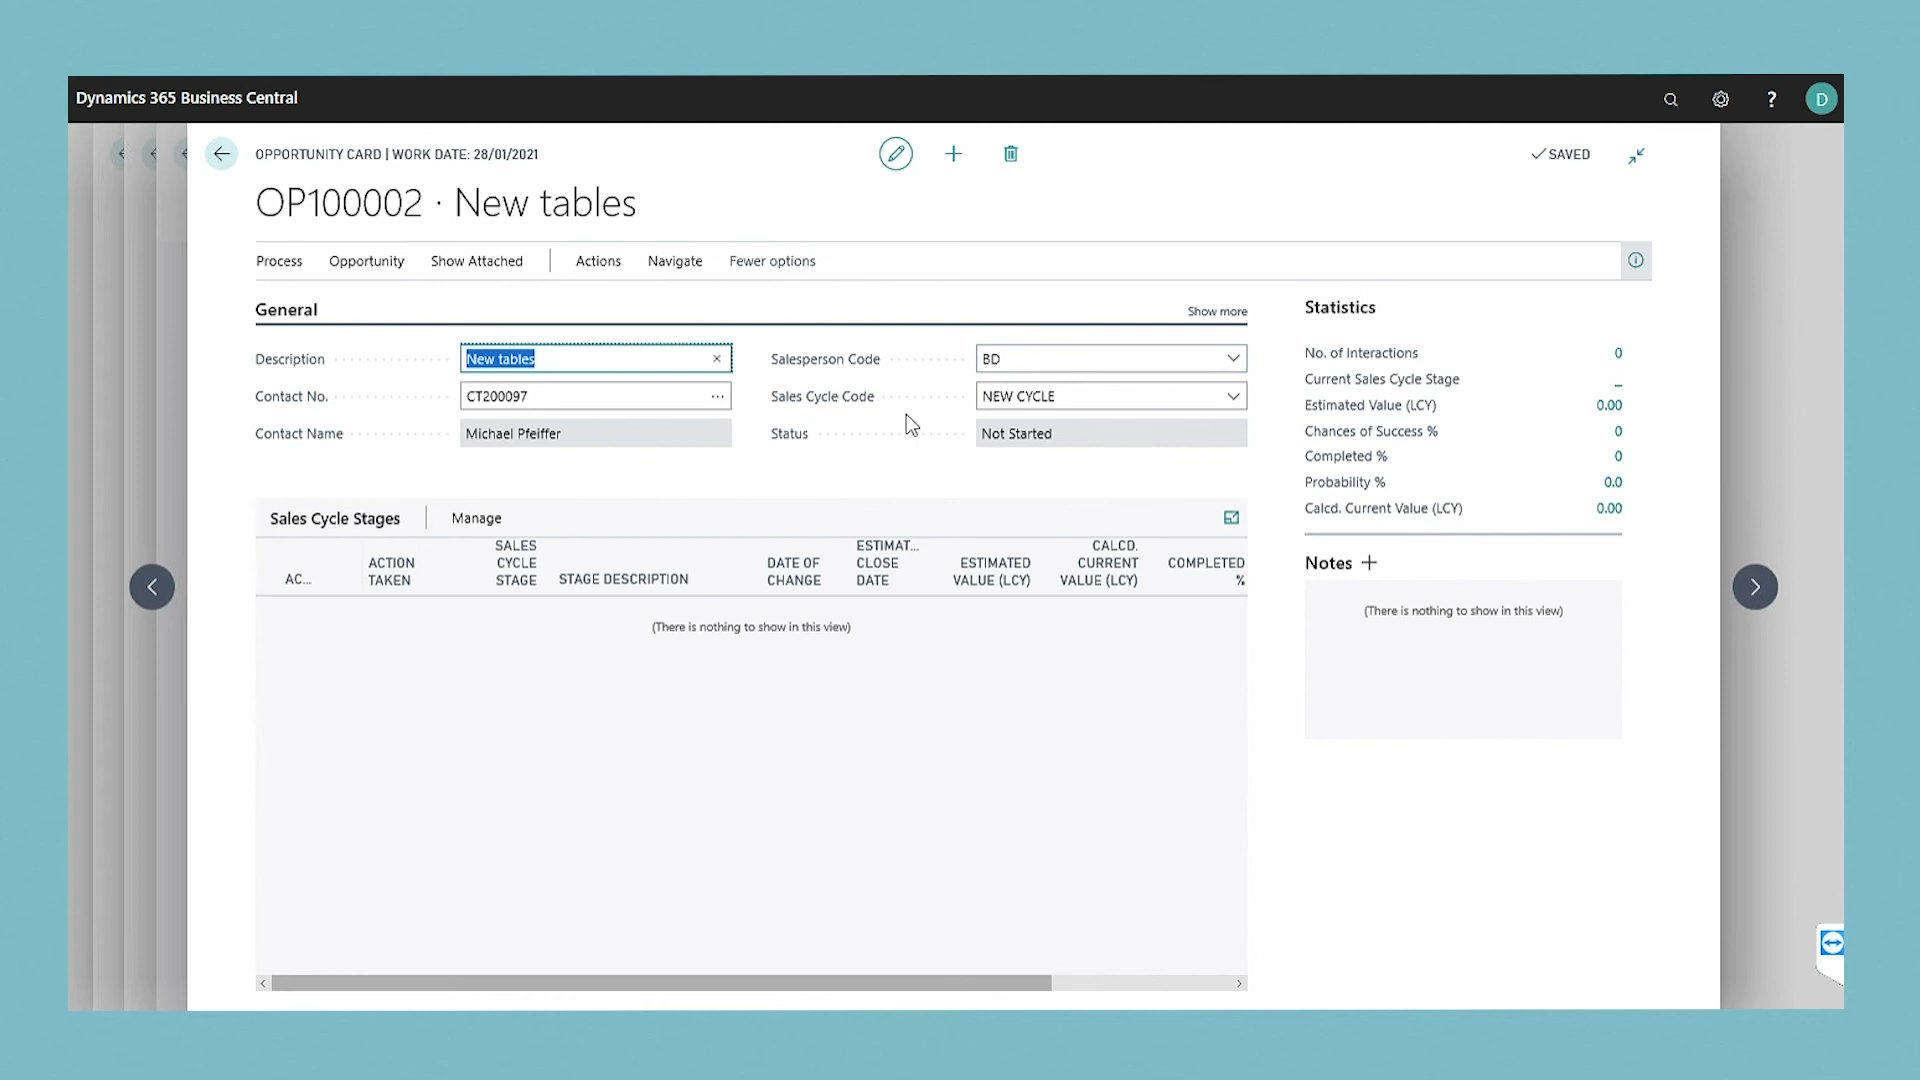 Dynamics 365 Business Central
?
D
OPPORTUNITY CARD | WORK DATE: 28/01/2021
✓SAVED
OP100002 · New tables
Process
Opportunity
Show Attached
Actions
Navigate
Fewer options
General
Show more
Description
New tables
Contact No.
CT200097
Contact Name
Michael Pfeiffer
Salesperson Code
BD
Sales Cycle Code
NEW CYCLE
Status
Not Started
Sales Cycle Stages
Manage
AC...
ACTION
TAKEN
SALES
CYCLE
STAGE
STAGE DESCRIPTION
DATE OF
CHANGE
ESTIMAT...
CLOSE
DATE
ESTIMATED
VALUE (LCY)
CALCD.
CURRENT
VALUE (LCY)
COMPLETED
%
(There is nothing to show in this view)
Statistics
No. of Interactions 0
Current Sales Cycle Stage _
Estimated Value (LCY) 0.00
Chances of Success % 0
Completed % 0
Probability % 0.0
Calcd. Current Value (LCY) 0.00
Notes +
(There is nothing to show in this view)